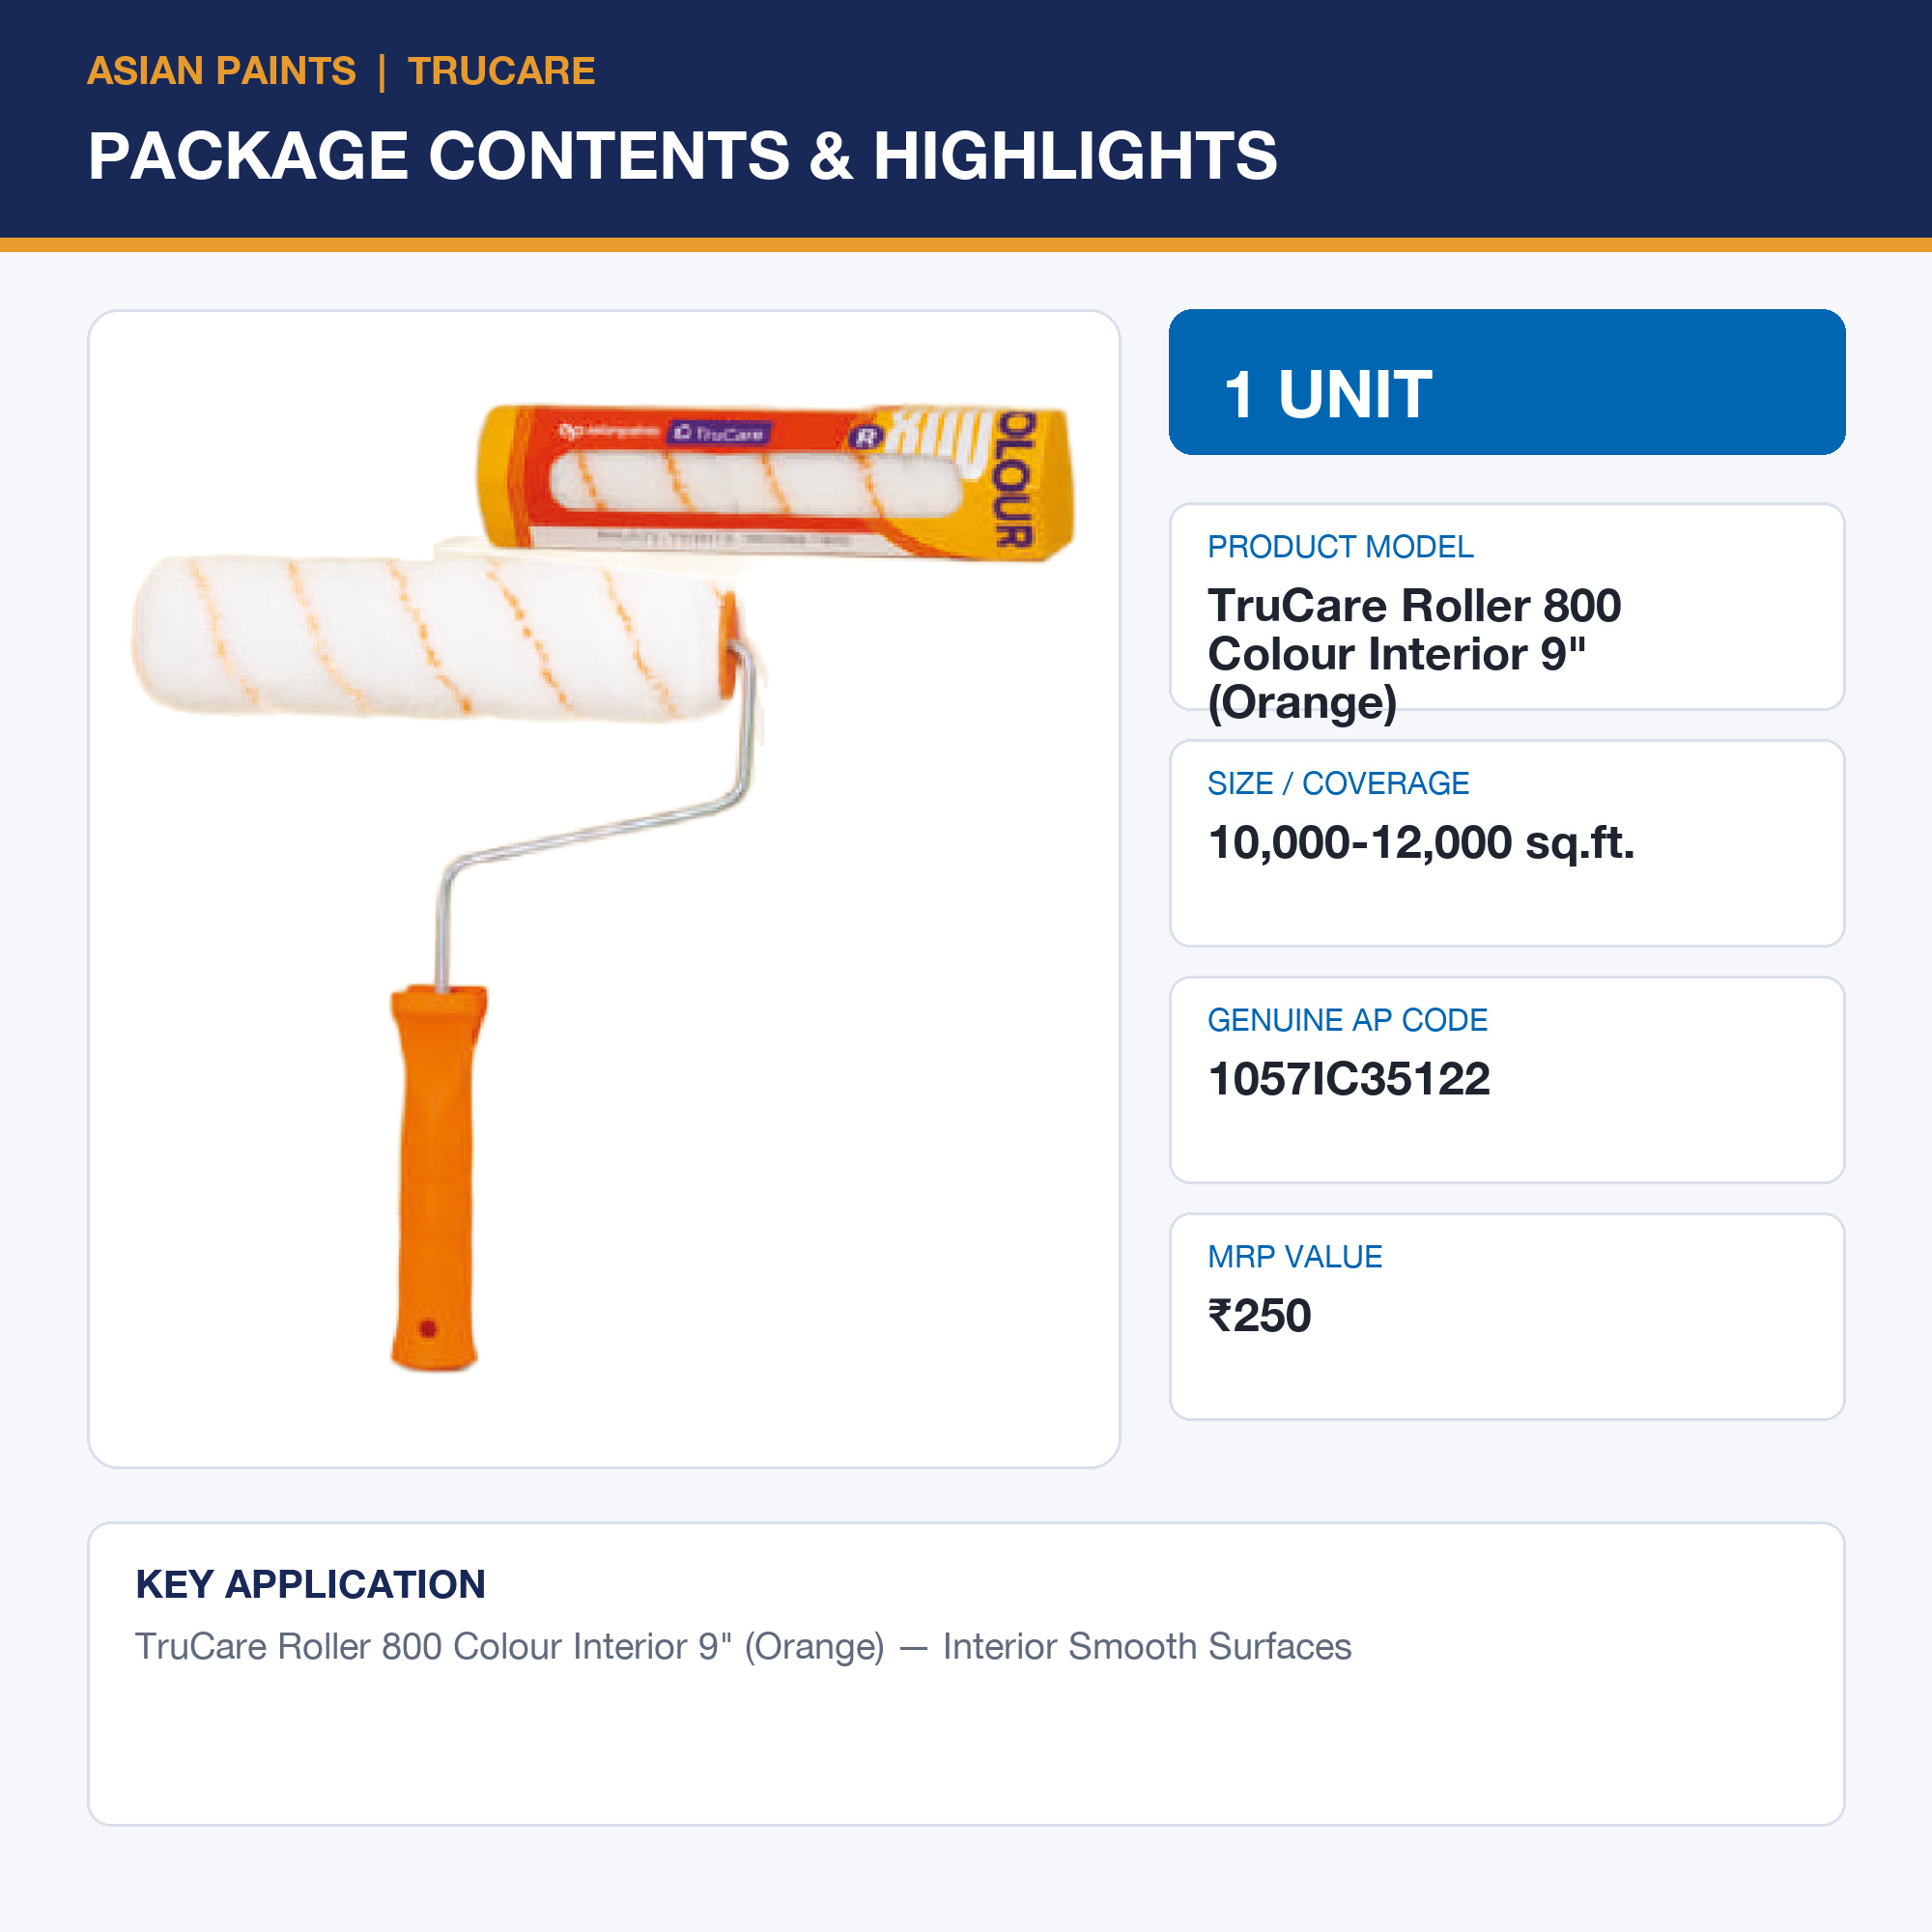 ASIAN PAINTS | TRUCARE
PACKAGE CONTENTS & HIGHLIGHTS
TruCare
R
OLOUR
1 UNIT
PRODUCT MODEL
TruCare Roller 800
Colour Interior 9"
(Orange)
SIZE / COVERAGE
10,000-12,000 sq.ft.
GENUINE AP CODE
1057IC35122
MRP VALUE
₹250
KEY APPLICATION
TruCare Roller 800 Colour Interior 9" (Orange) — Interior Smooth Surfaces